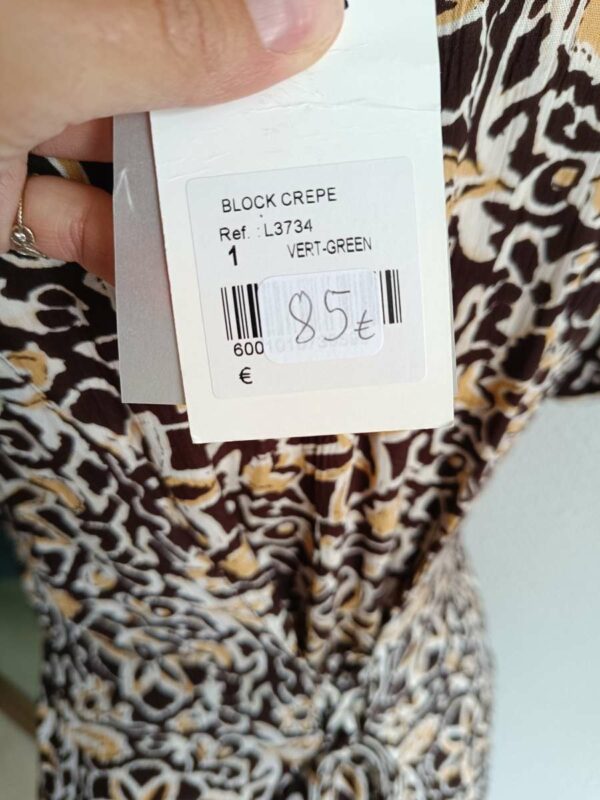 BLOCK CREPE
Ref. : L3734
1 VERT-GREEN
85€
600
€